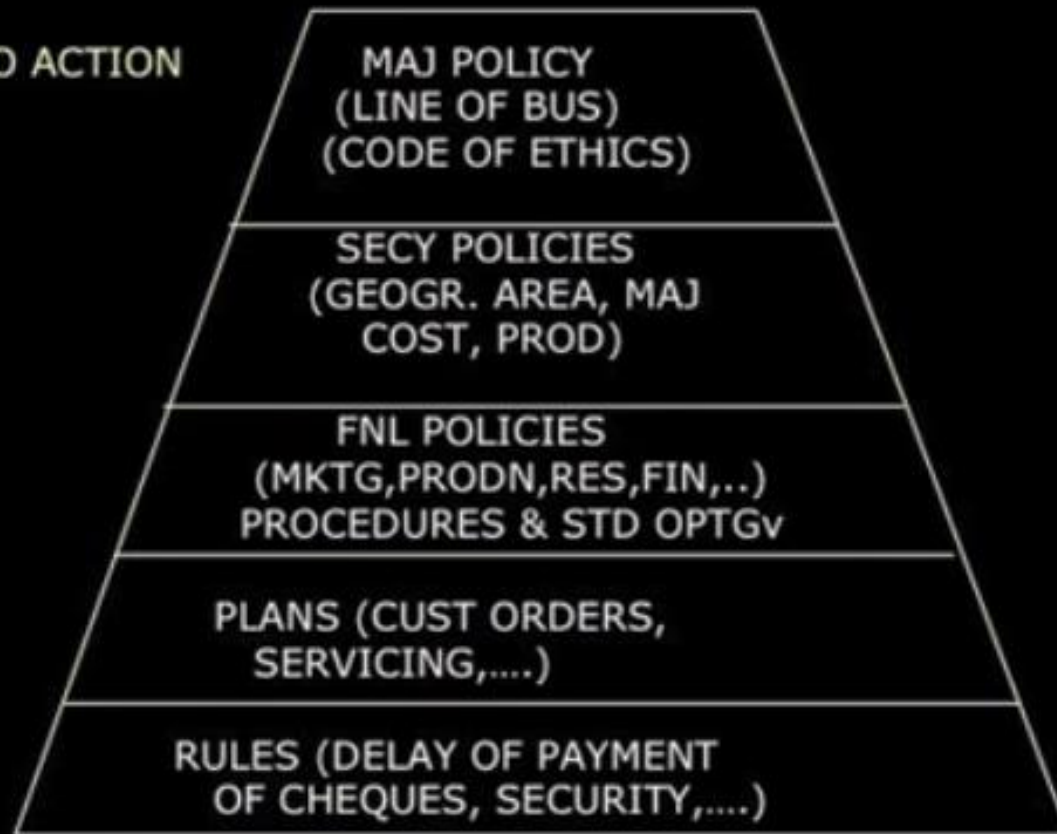 O ACTION
MAJ POLICY
(LINE OF BUS)
(CODE OF ETHICS)
SECY POLICIES
(GEOGR. AREA, MAJ
COST, PROD)
FNL POLICIES
(MKTG,PRODN,RES,FIN,..)
PROCEDURES & STD OPTGv
PLANS (CUST ORDERS,
SERVICING,....)
RULES (DELAY OF PAYMENT
OF CHEQUES, SECURITY,....)